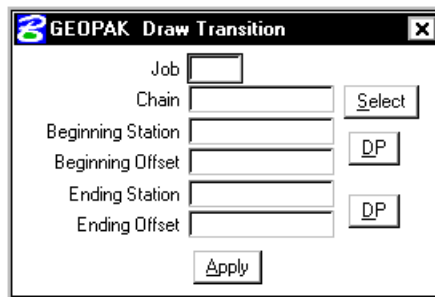 GEOPAK Draw Transition
Job
Chain Select
Beginning Station
DP
Beginning Offset
Ending Station
DP
Ending Offset
Apply